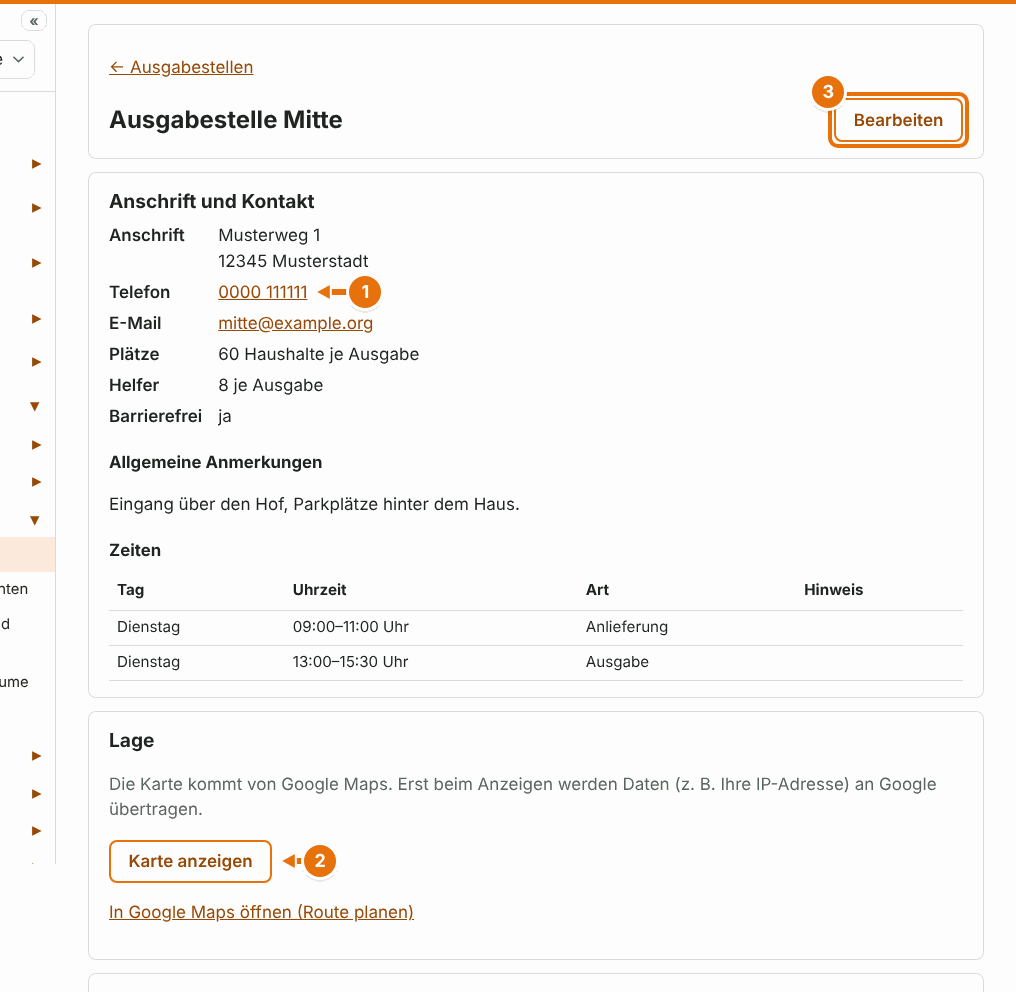 «
← Ausgabestellen
Ausgabestelle Mitte
3
Bearbeiten
Anschrift und Kontakt
Anschrift Musterweg 1
12345 Musterstadt
Telefon 0000 111111 1
E-Mail mitte@example.org
Plätze 60 Haushalte je Ausgabe
Helfer 8 je Ausgabe
Barrierefrei ja
Allgemeine Anmerkungen
Eingang über den Hof, Parkplätze hinter dem Haus.
Zeiten
Tag Uhrzeit Art Hinweis
Dienstag 09:00–11:00 Uhr Anlieferung
Dienstag 13:00–15:30 Uhr Ausgabe
Lage
Die Karte kommt von Google Maps. Erst beim Anzeigen werden Daten (z. B. Ihre IP-Adresse) an Google
übertragen.
Karte anzeigen 2
In Google Maps öffnen (Route planen)